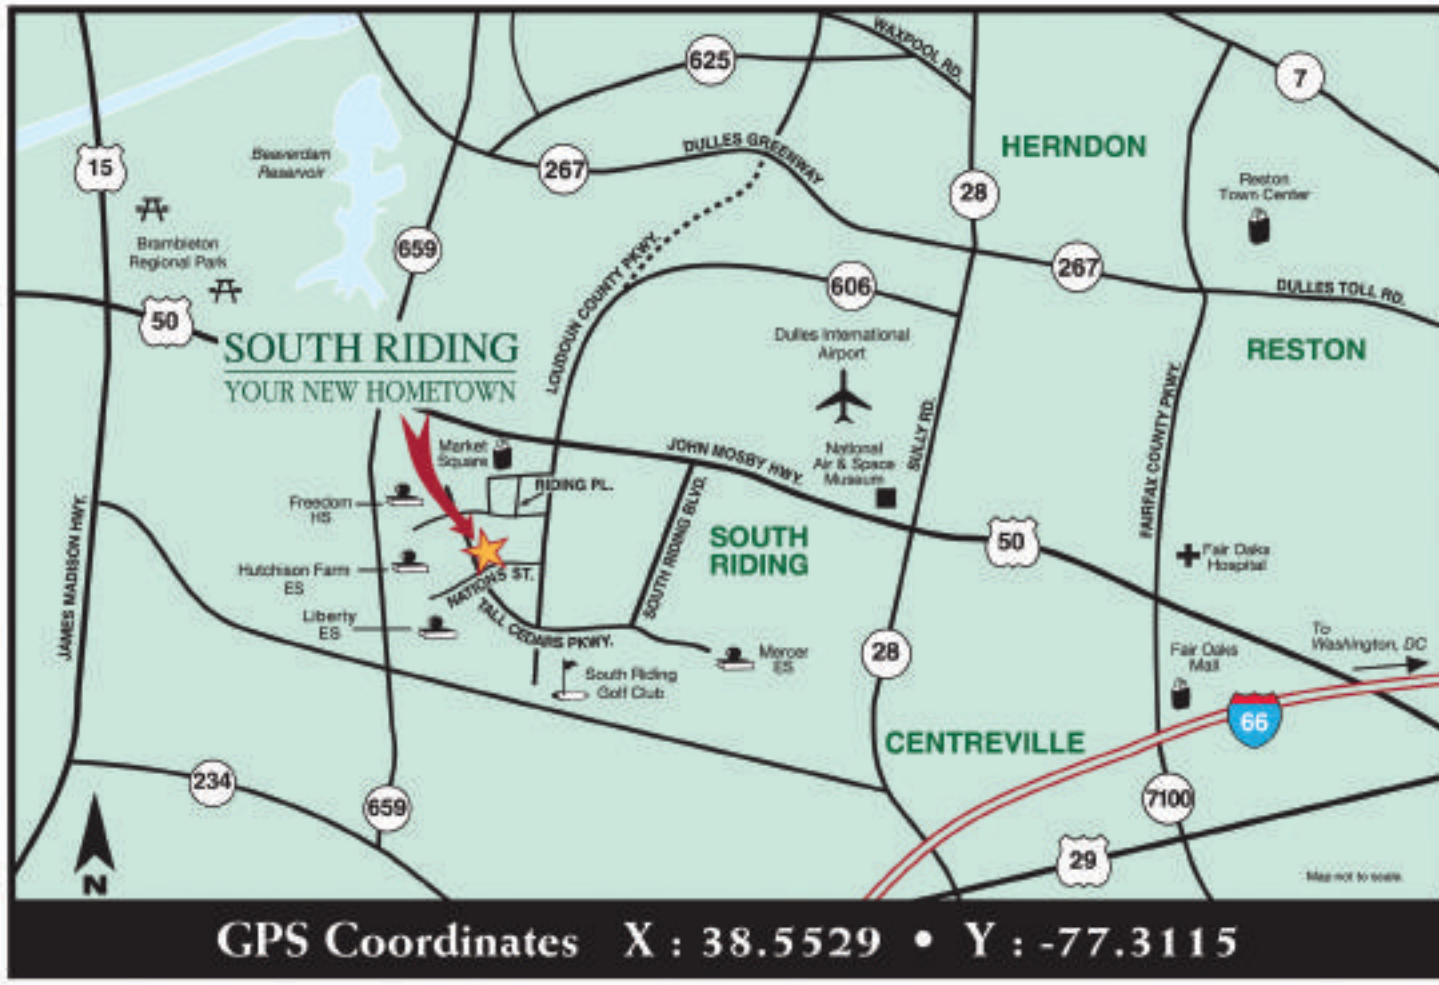 WAXPOOL RD.
625
7
HERNDON
DULLES GREENWAY
Beaverdam
Reservoir
15
267
28
Reston
Town Center
Brambleton
Regional Park
659
LOUDOUN COUNTY PKWY.
267
606
DULLES TOLL RD.
50
SOUTH RIDING
YOUR NEW HOMETOWN
Dulles International
Airport
RESTON
FAIRFAX COUNTY PKWY.
SULLY RD.
Market
Square
JOHN MOSBY HWY.
National
Air & Space
Museum
RIDING PL.
Freedom
HS
JAMES MADISON HWY.
SOUTH RIDING BLVD.
SOUTH
RIDING
50
Fair Oaks
Hospital
Hutchison Farm
ES
NATIONS ST.
Liberty
ES
TALL CEDARS PKWY.
Mercer
ES
28
To
Washington, DC
Fair Oaks
Mall
South Riding
Golf Club
66
CENTREVILLE
234
659
7100
29
N
Map not to scale.
GPS Coordinates X : 38.5529 • Y : -77.3115